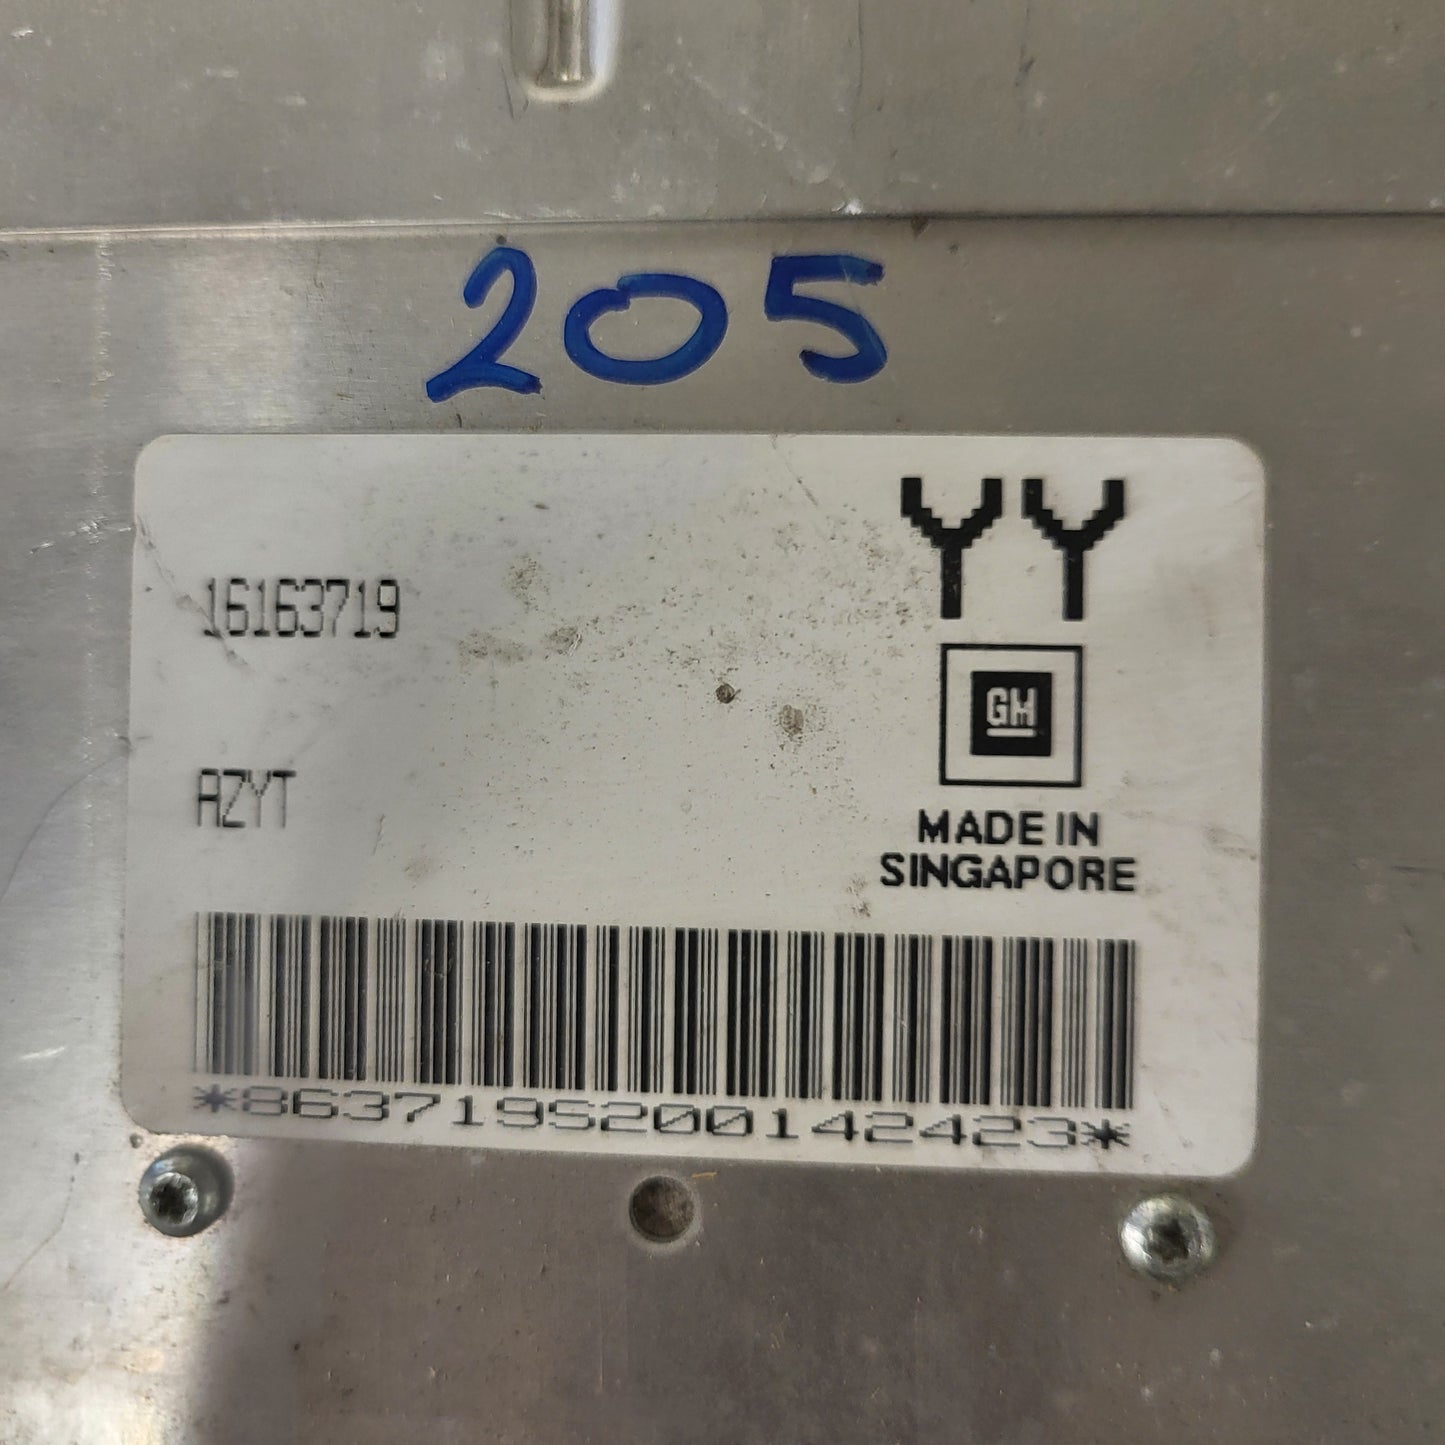 205
YY
16163719
GM
AZYT
MADE IN
SINGAPORE
*863719S200142423*